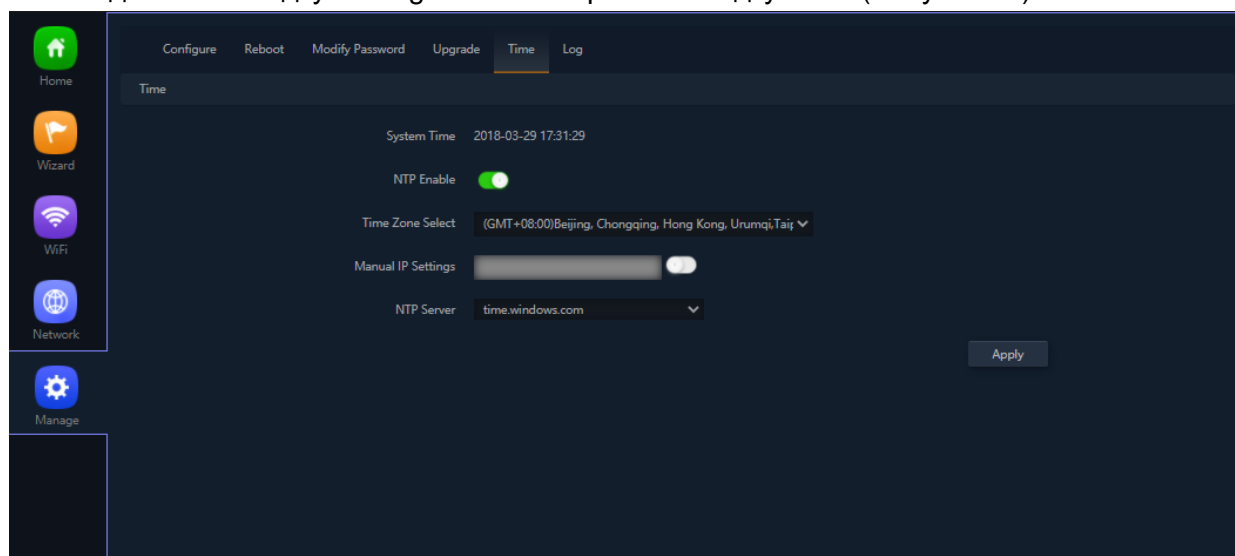 Configure Reboot Modify Password Upgrade Time Log
Home
Time
System Time 2018-03-29 17:31:29
Wizard
NTP Enable
Time Zone Select (GMT+08:00)Beijing, Chongqing, Hong Kong, Urumqi,Taip
WiFi
Manual IP Settings
NTP Server time.windows.com
Network
Apply
Manage